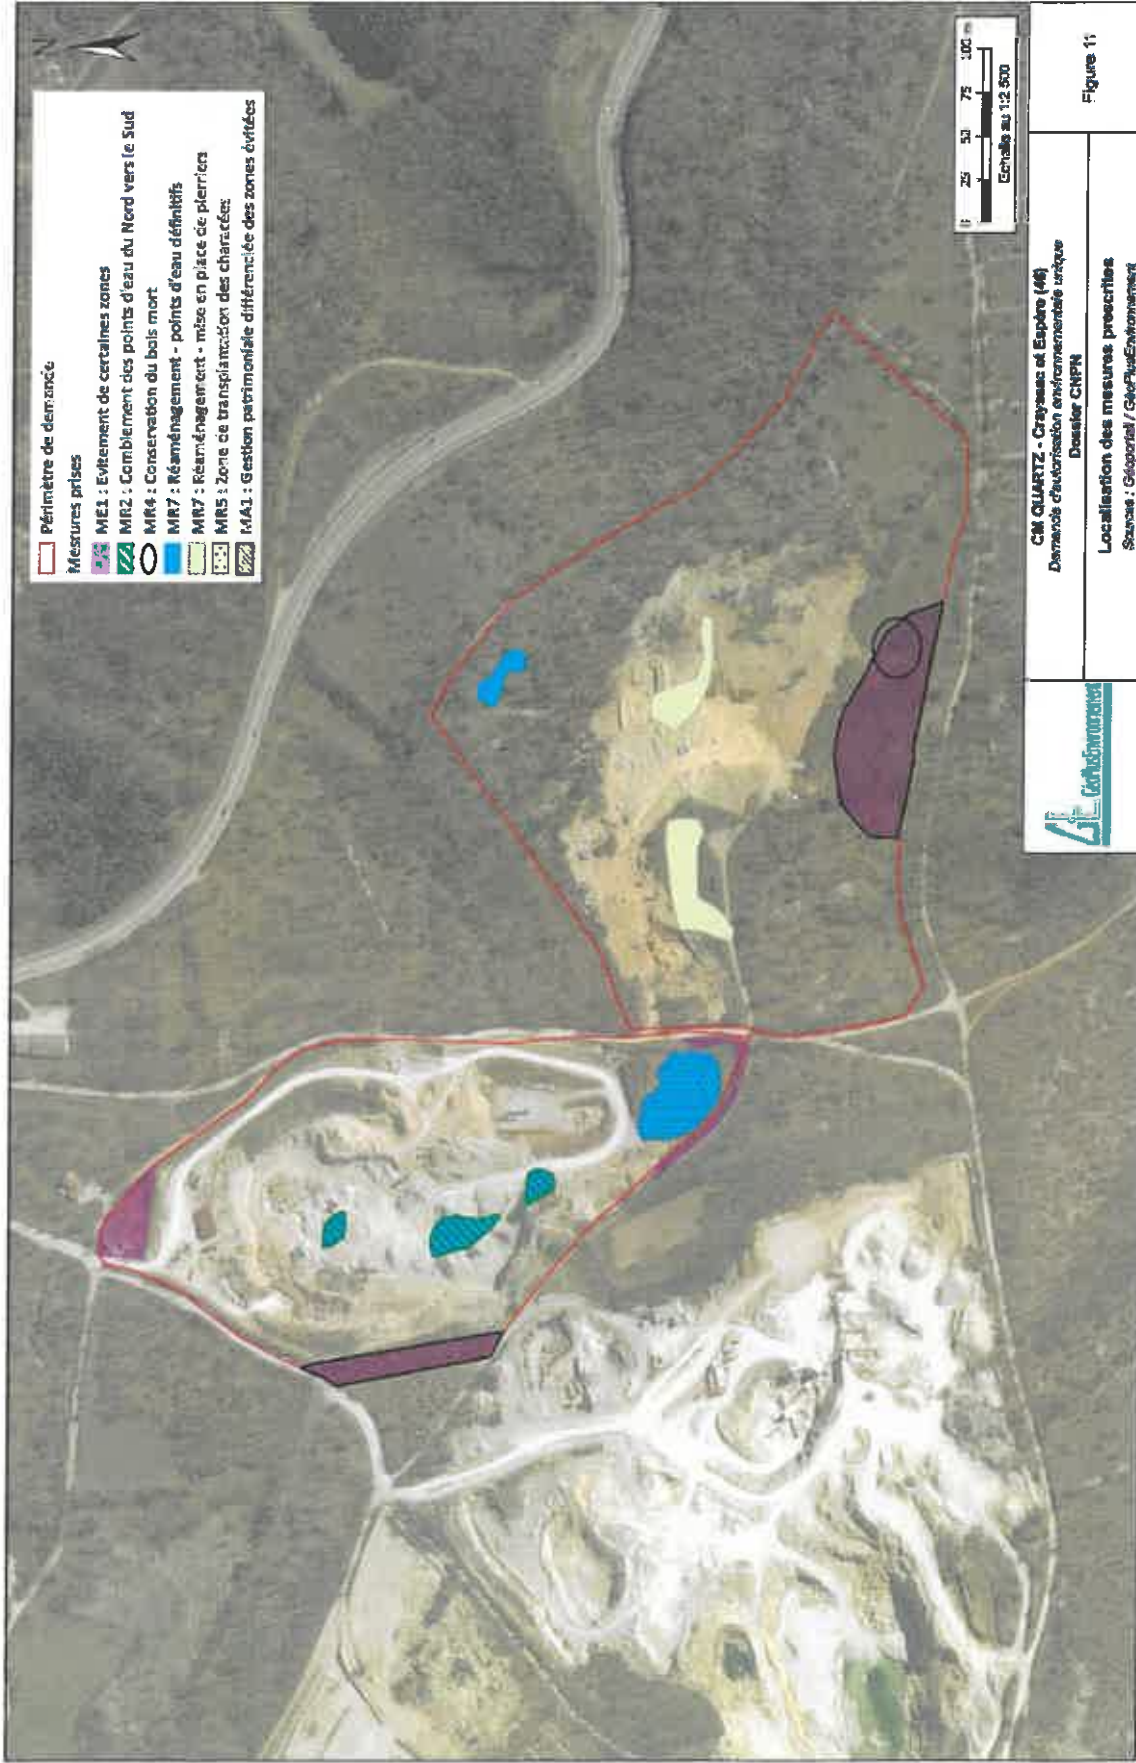 N
Périmètre de demande
Mesures prises
ME1 : Evitement de certaines zones
MR2 : Comblement des points d'eau du Nord vers le Sud
MR4 : Conservation du bois mort
MR7 : Réaménagement - points d'eau définitifs
MR7 : Réaménagement - mise en place de pierriers
MR5 : Zone de transplantation des characées
MA1 : Gestion patrimoniale différenciée des zones évitées
0 25 50 75 100 m
Echelle au 1:2 500
CM QUARTZ - Crayssac et Espère (46)
Demande d'autorisation environnementale unique
Dossier CNPN
Localisation des mesures prescrites
Sources : Géoportail / GéoPlusEnvironnement
Figure 11